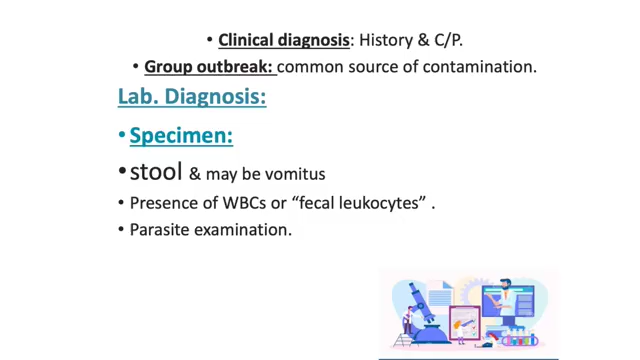 • Clinical diagnosis: History & C/P.
• Group outbreak: common source of contamination.
Lab. Diagnosis:
• Specimen:
• stool & may be vomitus
• Presence of WBCs or “fecal leukocytes” .
• Parasite examination.